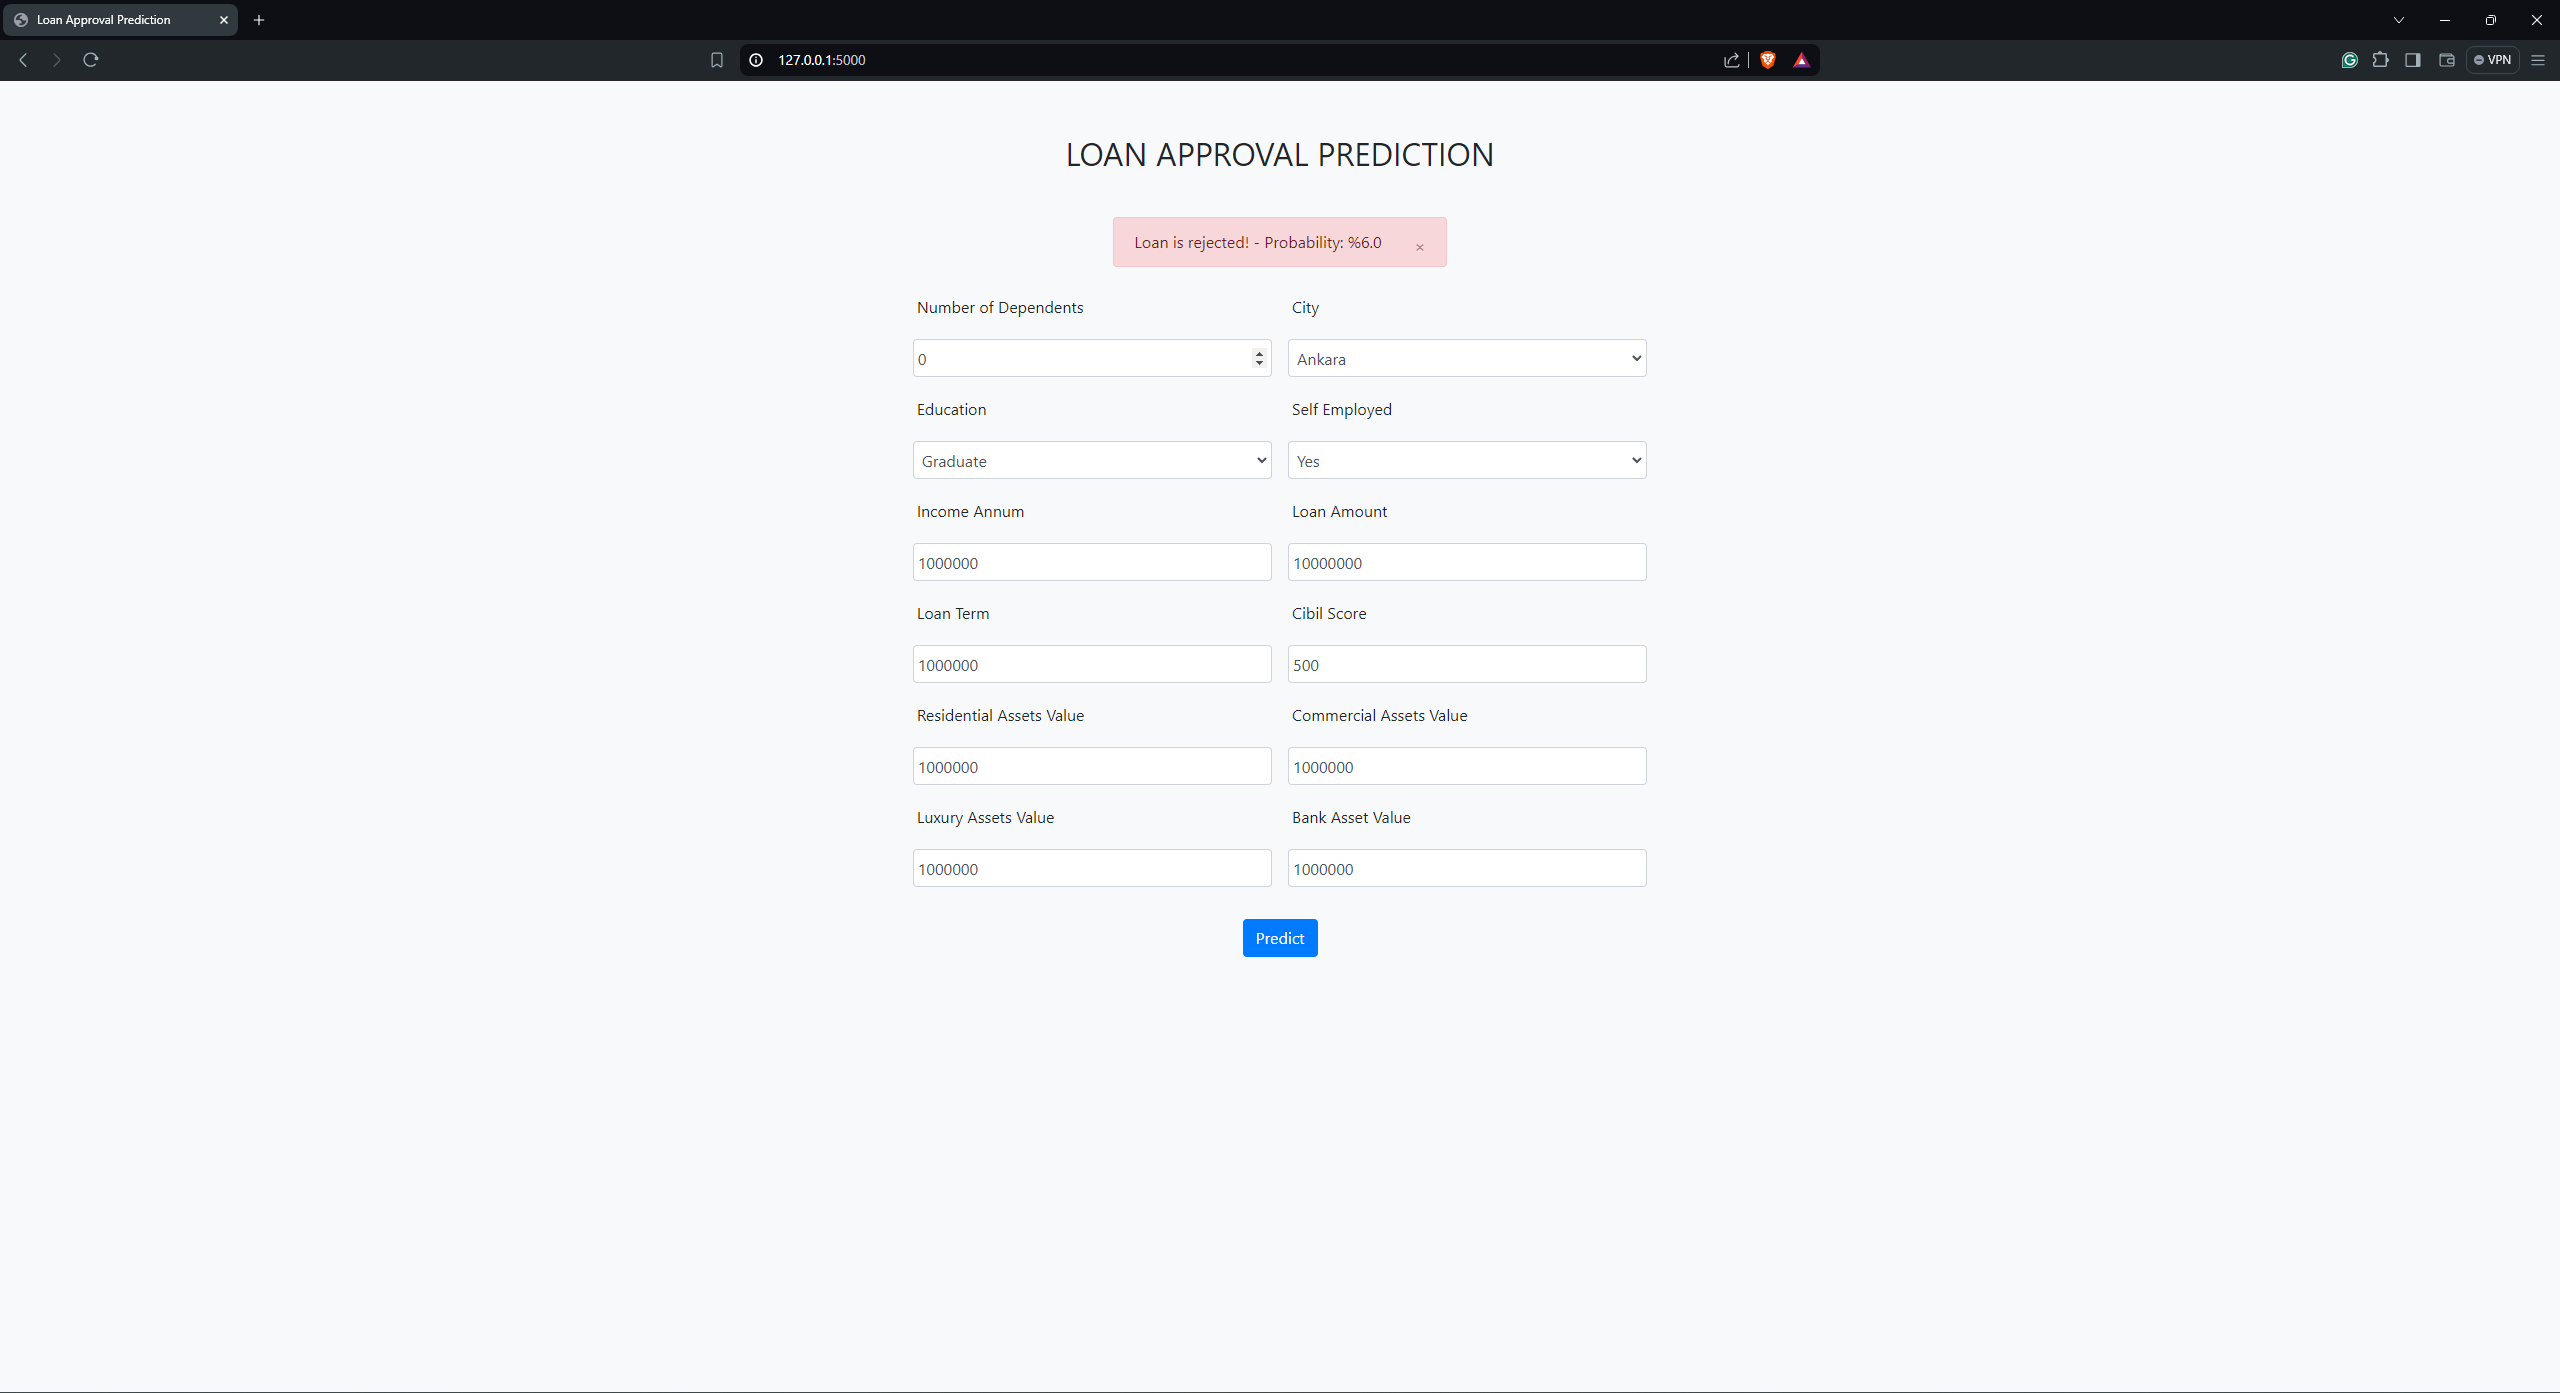 Loan Approval Prediction
127.0.0.1:5000
VPN
LOAN APPROVAL PREDICTION
Loan is rejected! - Probability: %6.0 ×
Number of Dependents
City
0
Ankara
Education
Self Employed
Graduate
Yes
Income Annum
Loan Amount
1000000
10000000
Loan Term
Cibil Score
1000000
500
Residential Assets Value
Commercial Assets Value
1000000
1000000
Luxury Assets Value
Bank Asset Value
1000000
1000000
Predict